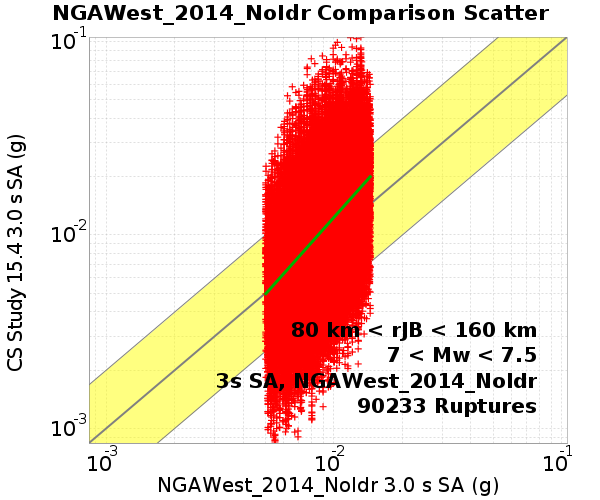 NGAWest_2014_NoIdr Comparison Scatter
10-1
10-2
10-3
CS Study 15.4 3.0 s SA (g)
80 km < rJB < 160 km
7 < Mw < 7.5
3s SA, NGAWest_2014_NoIdr
90233 Ruptures
10-3 10-2 10-1
NGAWest_2014_NoIdr 3.0 s SA (g)